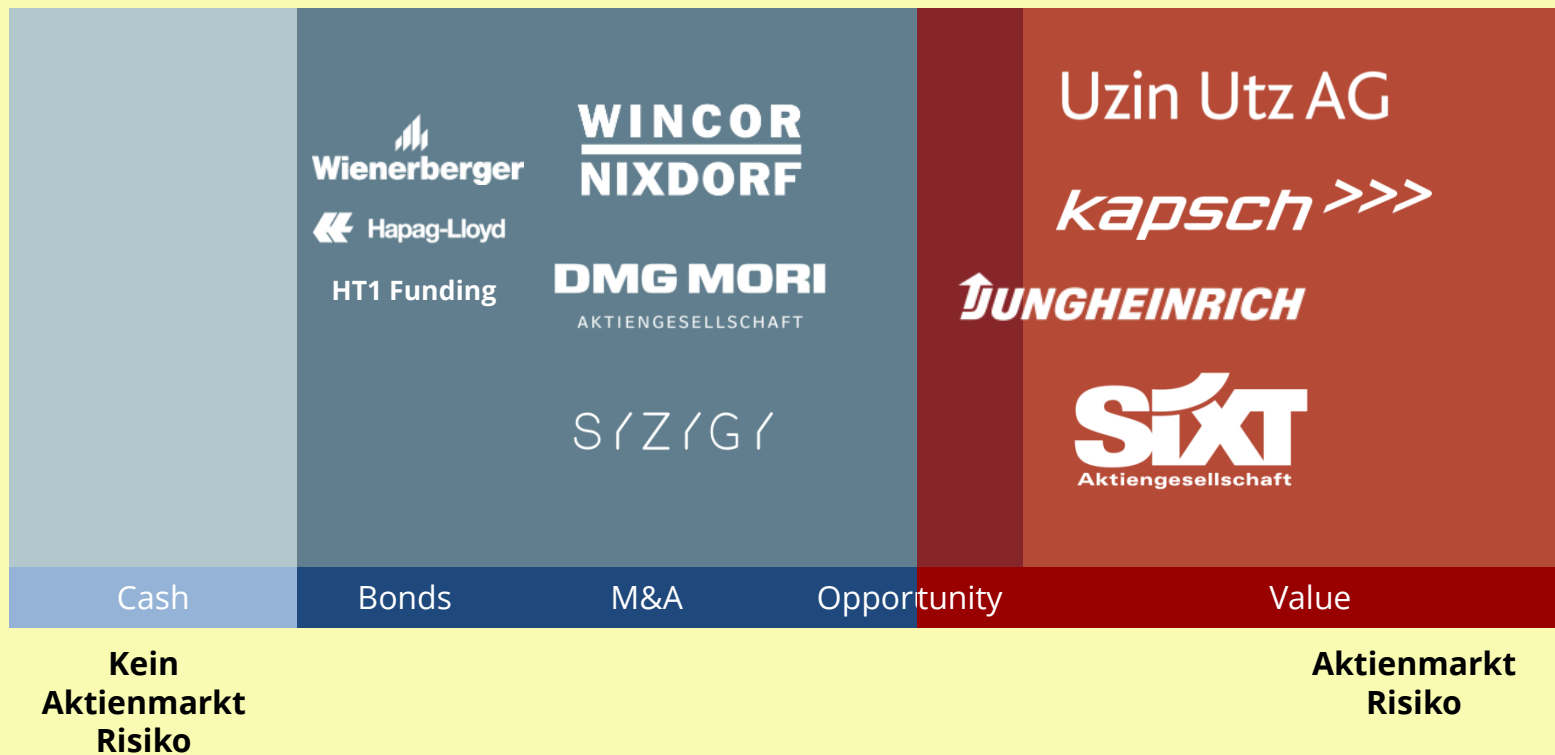 Wienerberger
Hapag-Lloyd
HT1 Funding
WINCOR
NIXDORF
DMG MORI
AKTIENGESELLSCHAFT
SYZYGY
Uzin Utz AG
kapsch >>>
JUNGHEINRICH
SIXT
Aktiengesellschaft
Cash
Bonds
M&A
Opportunity
Value
Kein
Aktienmarkt
Risiko
Aktienmarkt
Risiko